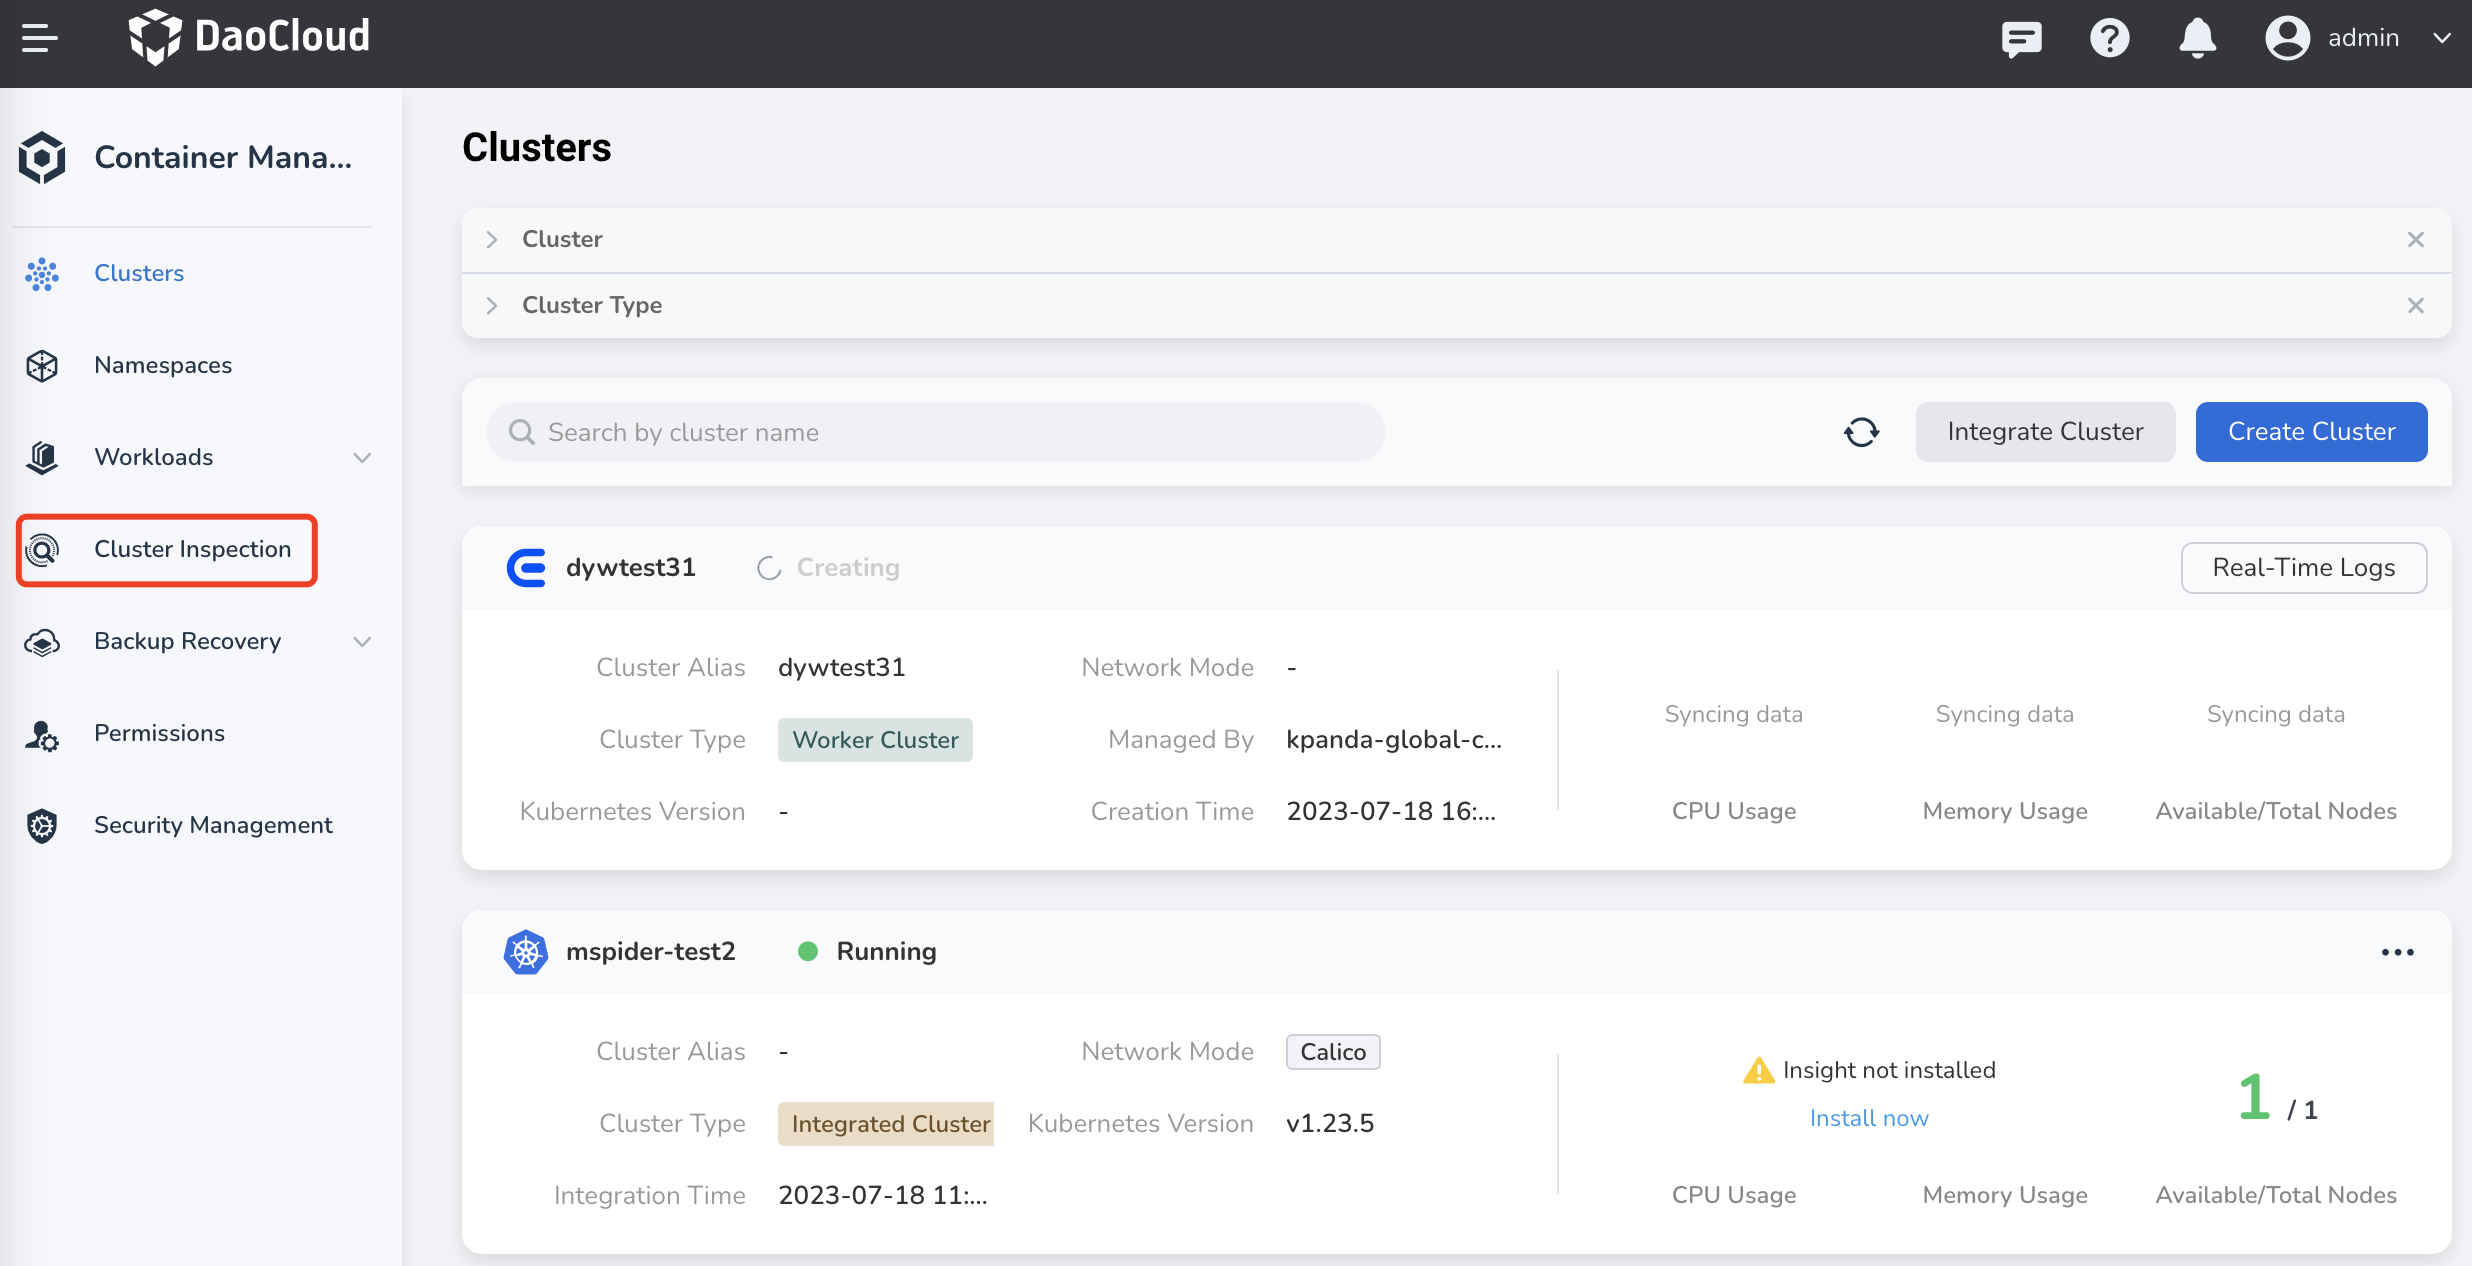 DaoCloud
admin
Container Mana...
Clusters
Namespaces
Workloads
Cluster Inspection
Backup Recovery
Permissions
Security Management
Clusters
Cluster
Cluster Type
Search by cluster name
Integrate Cluster
Create Cluster
dywtest31 Creating Real-Time Logs
Cluster Alias dywtest31 Network Mode -
Cluster Type Worker Cluster Managed By kpanda-global-c...
Kubernetes Version - Creation Time 2023-07-18 16:...
Syncing data Syncing data Syncing data
CPU Usage Memory Usage Available/Total Nodes
mspider-test2 Running
Cluster Alias - Network Mode Calico
Cluster Type Integrated Cluster Kubernetes Version v1.23.5
Integration Time 2023-07-18 11:...
Insight not installed
Install now
1 / 1
CPU Usage Memory Usage Available/Total Nodes